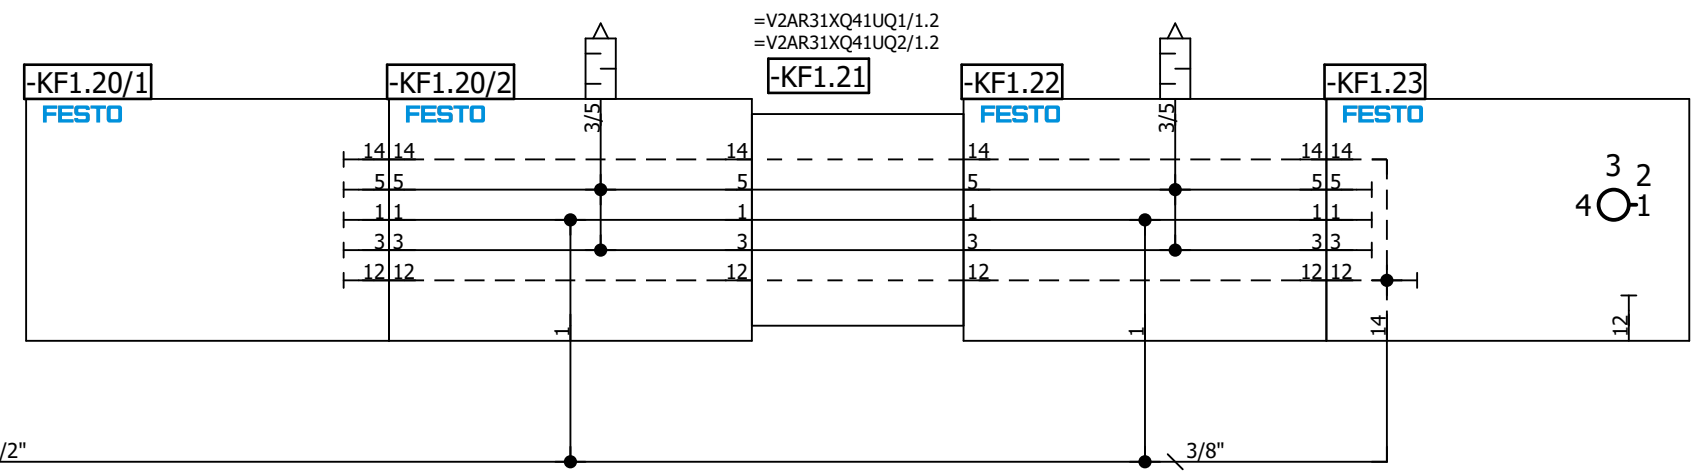 =V2AR31XQ41UQ1/1.2
=V2AR31XQ41UQ2/1.2
-KF1.20/1
-KF1.20/2
-KF1.21
-KF1.22
-KF1.23
FESTO
FESTO
FESTO
FESTO
3/5
3/5
14 14 14 14 14 14
5 5 5 5 5 5
1 1 1 1 1 1
3 3 3 3 3 3
12 12 12 12 12 12
3
2
4
1
1
1
14
12
/2"
3/8"